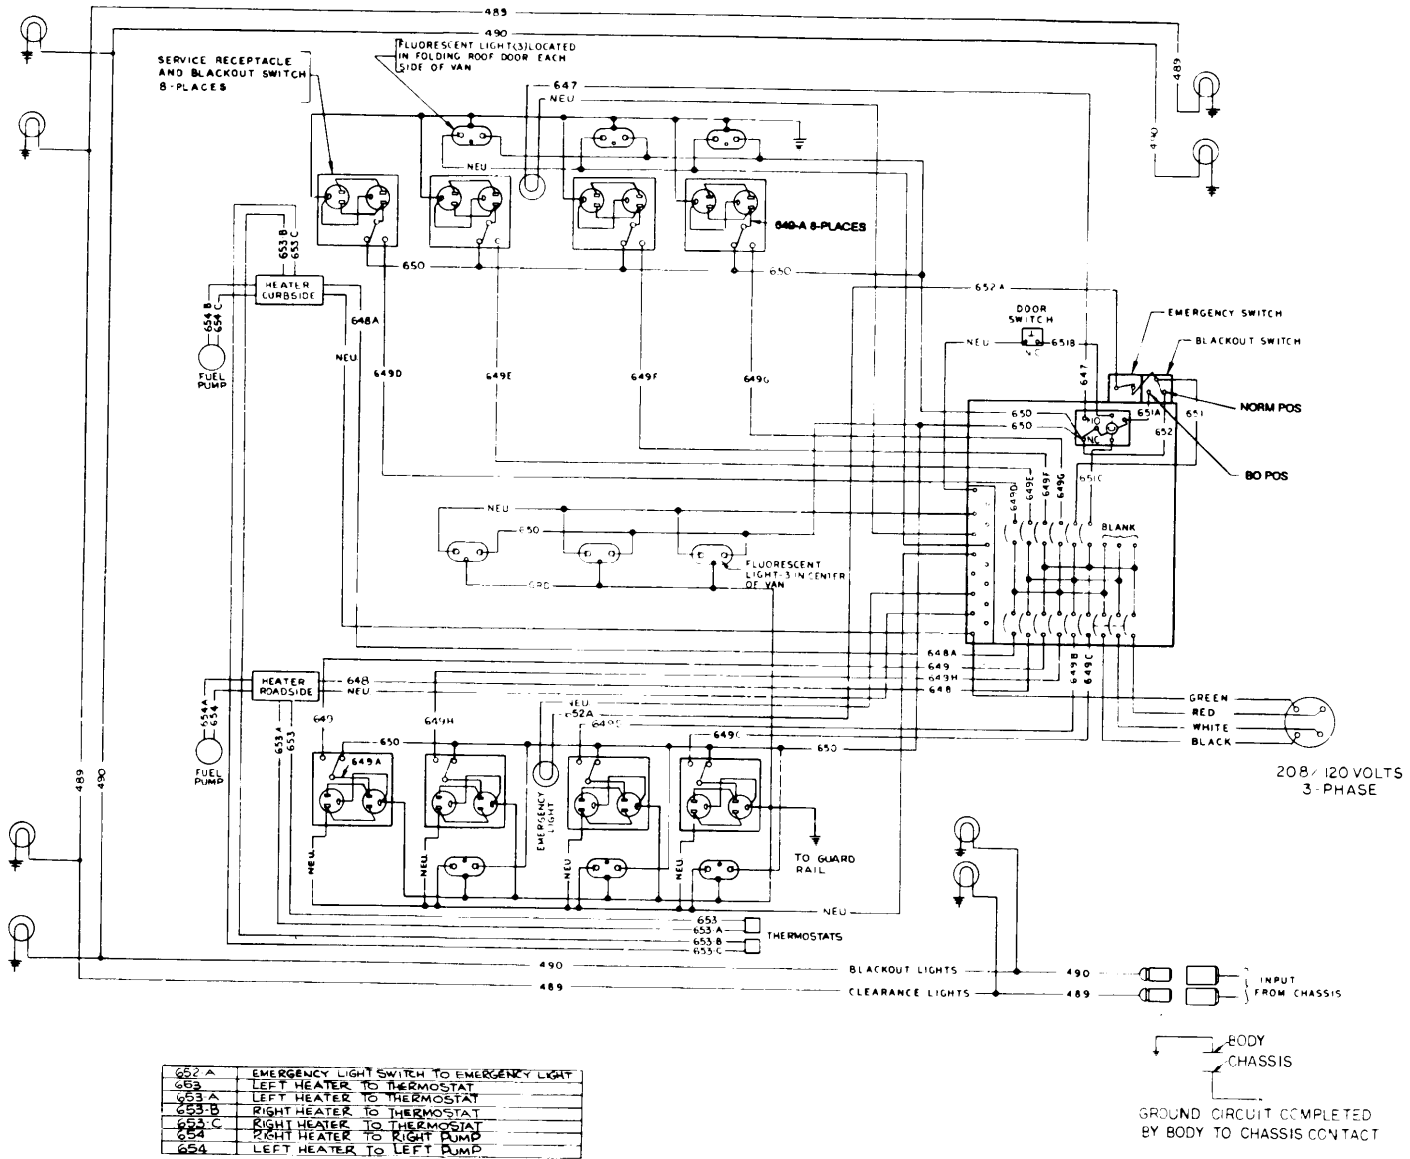 489
490
FLUORESCENT LIGHT(3)LOCATED
IN FOLDING ROOF DOOR EACH
SIDE OF VAN
SERVICE RECEPTACLE
AND BLACKOUT SWITCH
8-PLACES
647
NEU
489
490
NEU
649-A 8-PLACES
653 B
653 C
650
650
HEATER
CURBSIDE
652A
654 B
654 C
648A
DOOR
SWITCH
EMERGENCY SWITCH
NEU
651B
N.C
BLACKOUT SWITCH
NEU
FUEL
PUMP
649D
649E
649F
649G
647
NORM POS
650
650
IO
NC
651A
652
651
BO POS
649D
649E
649F
649G
651C
NEU
650
BLANK
FLUORESCENT
LIGHT-3 IN CENTER
OF VAN
GRD
648A
649
649H
648
649B
649C
HEATER
ROADSIDE
648
NEU
GREEN
RED
WHITE
BLACK
654A
654
653 A
653
649
649H
NEU
652A
649B
649C
650
650
FUEL
PUMP
649A
208/120 VOLTS
3-PHASE
489
490
EMERGENCY
LIGHT
NEU.
NEU
NEU
NEU
TO GUARD
RAIL
NEU
653
653-A
653-B
653-C
THERMOSTATS
490
BLACKOUT LIGHTS
490
489
CLEARANCE LIGHTS
489
INPUT
FROM CHASSIS
BODY
CHASSIS
GROUND CIRCUIT COMPLETED
BY BODY TO CHASSIS CONTACT
652-A EMERGENCY LIGHT SWITCH TO EMERGENCY LIGHT
653 LEFT HEATER TO THERMOSTAT
653-A LEFT HEATER TO THERMOSTAT
653-B RIGHT HEATER TO THERMOSTAT
653-C RIGHT HEATER TO THERMOSTAT
654 RIGHT HEATER TO RIGHT PUMP
654 LEFT HEATER TO LEFT PUMP